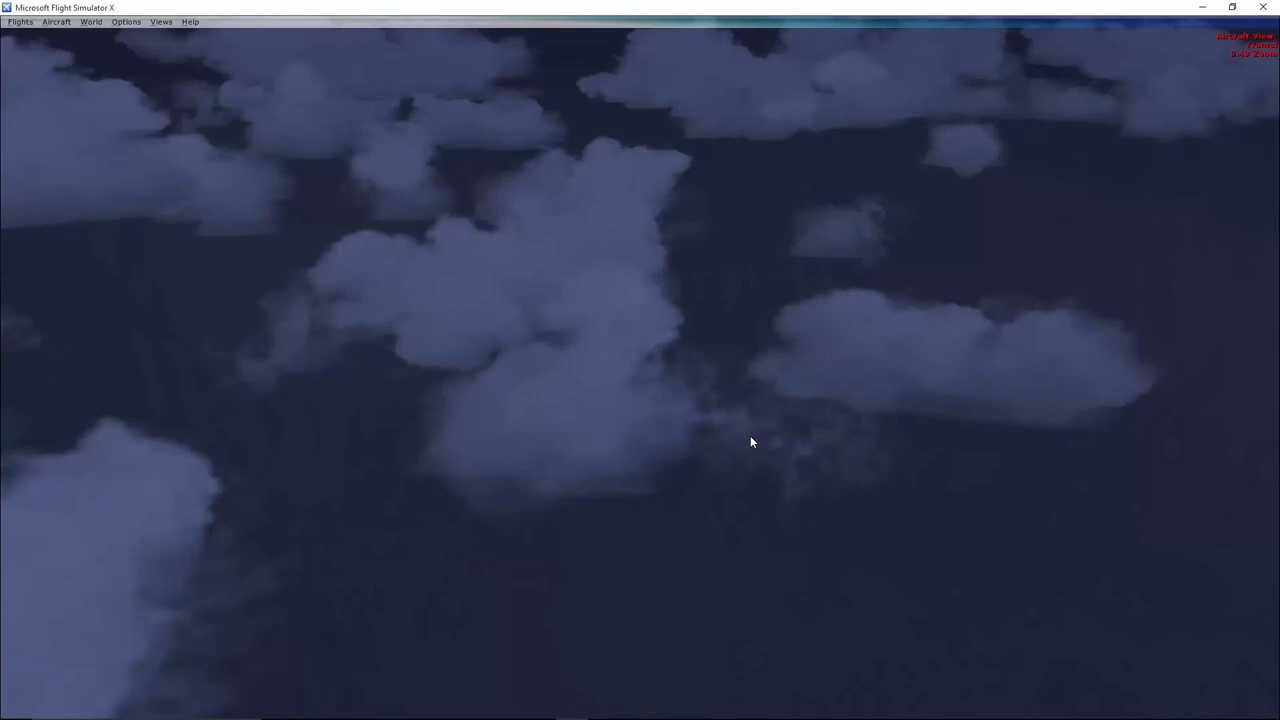 Microsoft Flight Simulator X
Flights Aircraft World Options Views Help
Aircraft View
Frontal
0.40 Zoom